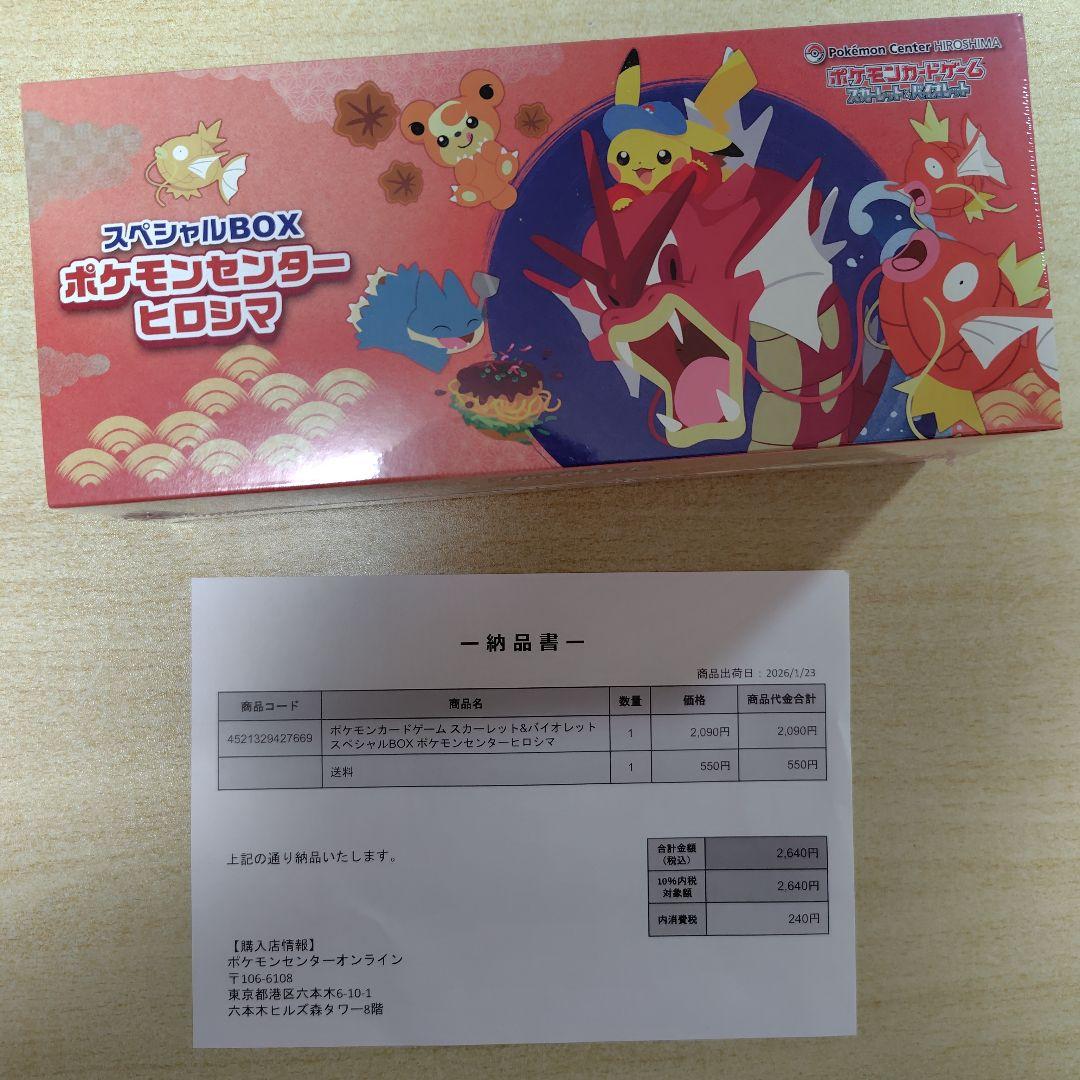 Pokémon Center HIROSHIMA
ポケモンカードゲーム
スカーレット&バイオレット
スペシャルBOX
ポケモンセンター
ヒロシマ
ー納品書ー
商品出荷日：2026/1/23
商品コード 商品名 数量 価格 商品代金合計
4521329427669 ポケモンカードゲーム スカーレット&バイオレット
スペシャルBOX ポケモンセンターヒロシマ 1 2,090円 2,090円
送料 1 550円 550円
上記の通り納品いたします。
合計金額
(税込) 2,640円
10%内税
対象額 2,640円
内消費税 240円
【購入店情報】
ポケモンセンターオンライン
〒106-6108
東京都港区六本木6-10-1
六本木ヒルズ森タワー8階